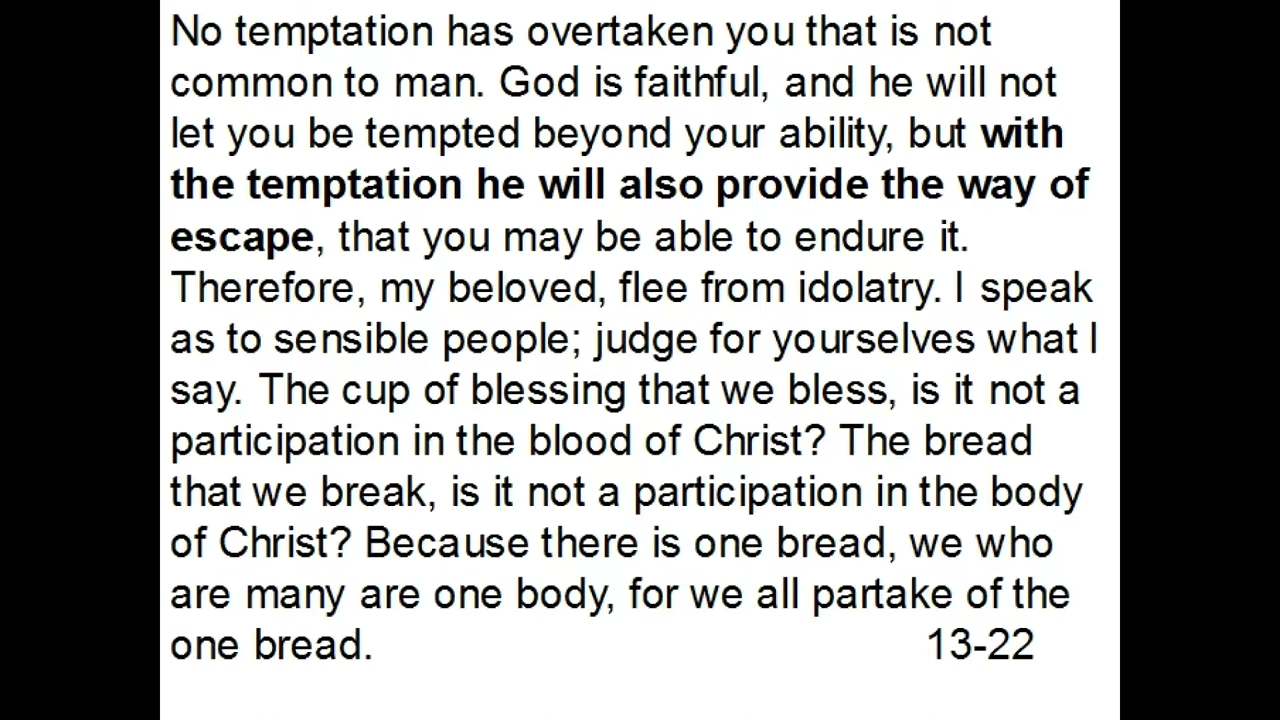 No temptation has overtaken you that is not
common to man. God is faithful, and he will not
let you be tempted beyond your ability, but with
the temptation he will also provide the way of
escape, that you may be able to endure it.
Therefore, my beloved, flee from idolatry. I speak
as to sensible people; judge for yourselves what I
say. The cup of blessing that we bless, is it not a
participation in the blood of Christ? The bread
that we break, is it not a participation in the body
of Christ? Because there is one bread, we who
are many are one body, for we all partake of the
one bread. 13-22